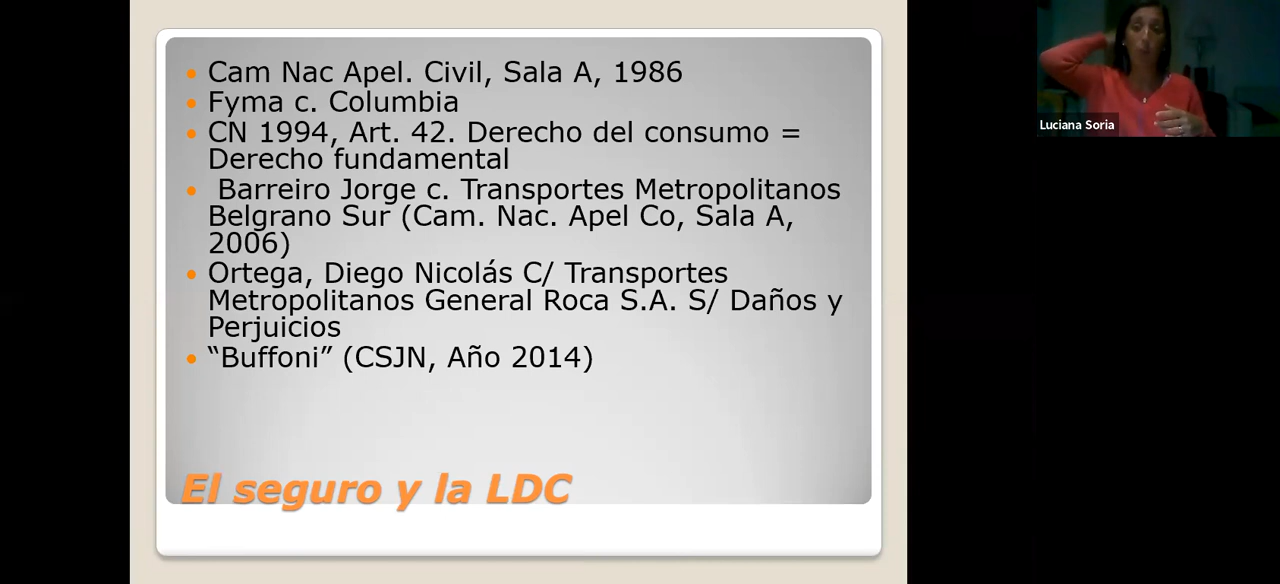 Cam Nac Apel. Civil, Sala A, 1986
Fyma c. Columbia
CN 1994, Art. 42. Derecho del consumo =
Derecho fundamental
Barreiro Jorge c. Transportes Metropolitanos
Belgrano Sur (Cam. Nac. Apel Co, Sala A,
2006)
Ortega, Diego Nicolás C/ Transportes
Metropolitanos General Roca S.A. S/ Daños y
Perjuicios
“Buffoni” (CSJN, Año 2014)
El seguro y la LDC
Luciana Soria